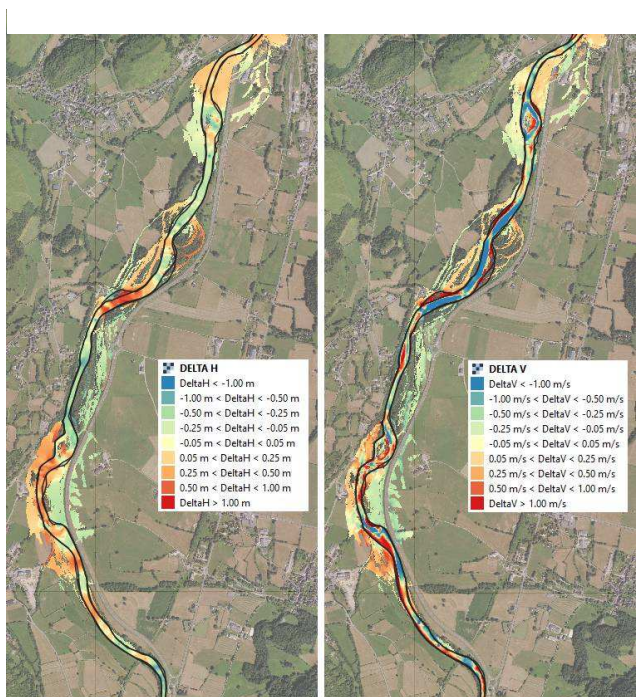 DELTA H
DeltaH < -1.00 m
-1.00 m < DeltaH < -0.50 m
-0.50 m < DeltaH < -0.25 m
-0.25 m < DeltaH < -0.05 m
-0.05 m < DeltaH < 0.05 m
0.05 m < DeltaH < 0.25 m
0.25 m < DeltaH < 0.50 m
0.50 m < DeltaH < 1.00 m
DeltaH > 1.00 m
DELTA V
DeltaV < -1.00 m/s
-1.00 m/s < DeltaV < -0.50 m/s
-0.50 m/s < DeltaV < -0.25 m/s
-0.25 m/s < DeltaV < -0.05 m/s
-0.05 m/s < DeltaV < 0.05 m/s
0.05 m/s < DeltaV < 0.25 m/s
0.25 m/s < DeltaV < 0.50 m/s
0.50 m/s < DeltaV < 1.00 m/s
DeltaV > 1.00 m/s